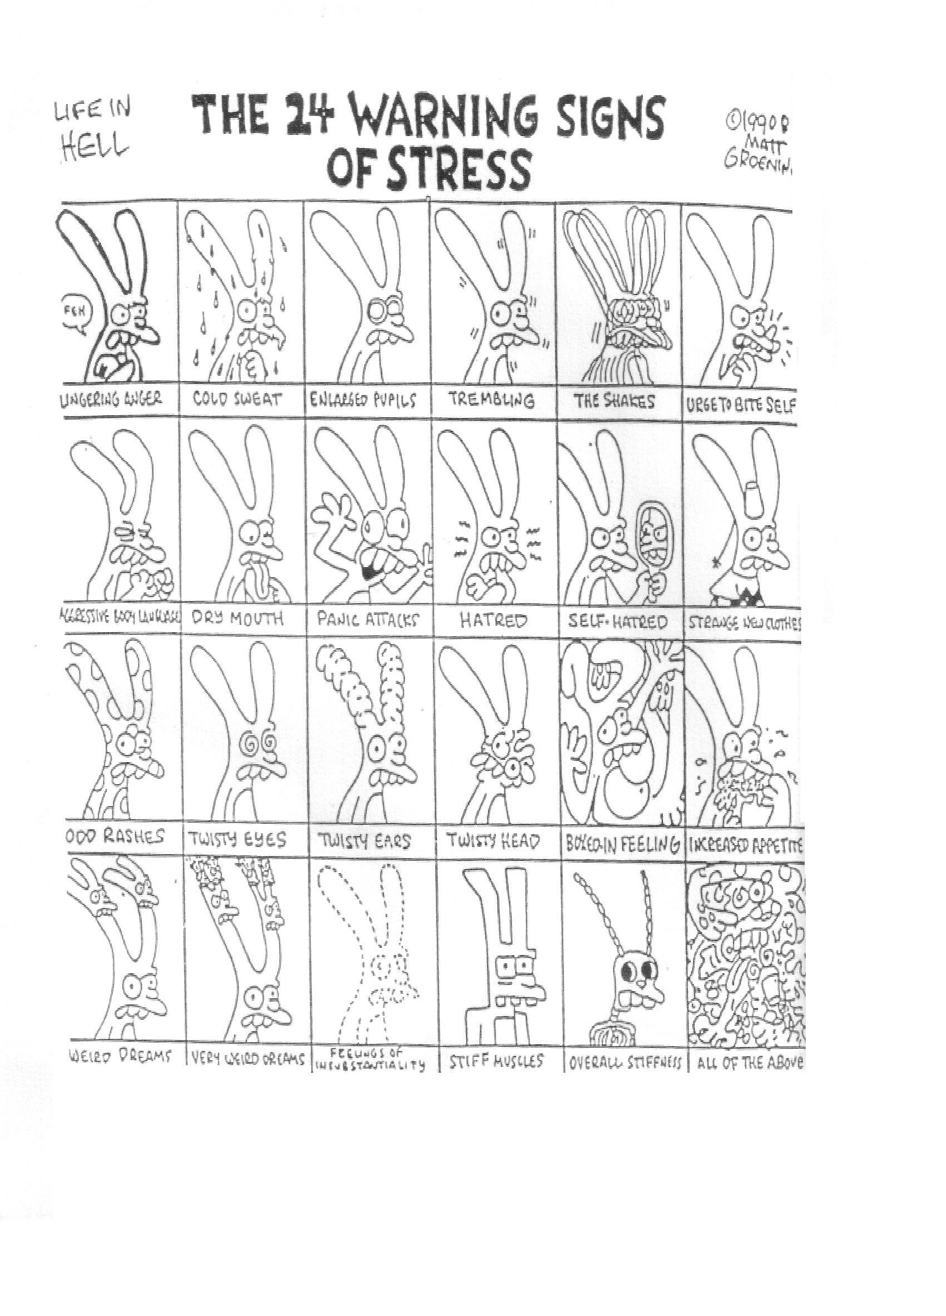 LIFE IN
HELL
THE 24 WARNING SIGNS
OF STRESS
©1990
MATT
GROENIN
F&H
LINGERING ANGER
COLD SWEAT
ENLARGED PUPILS
TREMBLING
THE SHAKES
URGE TO BITE SELF
AGGRESSIVE BODY LANGUAGE
DRY MOUTH
PANIC ATTACKS
HATRED
SELF-HATRED
STRANGE NEW CLOTHES
ODD RASHES
TWISTY EYES
TWISTY EARS
TWISTY HEAD
BOXED-IN FEELING
INCREASED APPETITE
WEIRD DREAMS
VERY WEIRD DREAMS
FEELINGS OF
INSUBSTANTIALITY
STIFF MUSCLES
OVERALL STIFFNESS
ALL OF THE ABOVE